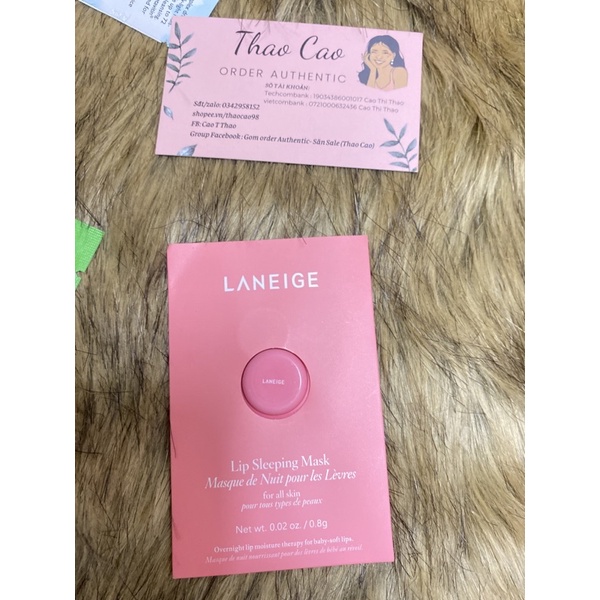 Thao Cao
ORDER AUTHENTIC
SỐ TÀI KHOẢN:
Techcombank : 19034386005017 Cao Thi Thao
vietcombank : 0721000632436 Cao Thi Thao
Sđt/zalo: 0342958152
shopee.vn/thaocao98
FB: Cao T Thao
Group Facebook: Gom order Authentic- Săn Sale (Thao Cao)
LANEIGE
LANEIGE
Lip Sleeping Mask
Masque de Nuit pour les Lèvres
for all skin
pour tous types de peaux
Net wt. 0.02 oz. / 0.8g
Overnight lip moisture therapy for baby-soft lips.
Masque de nuit nourrissant pour des lèvres de bébé au réveil